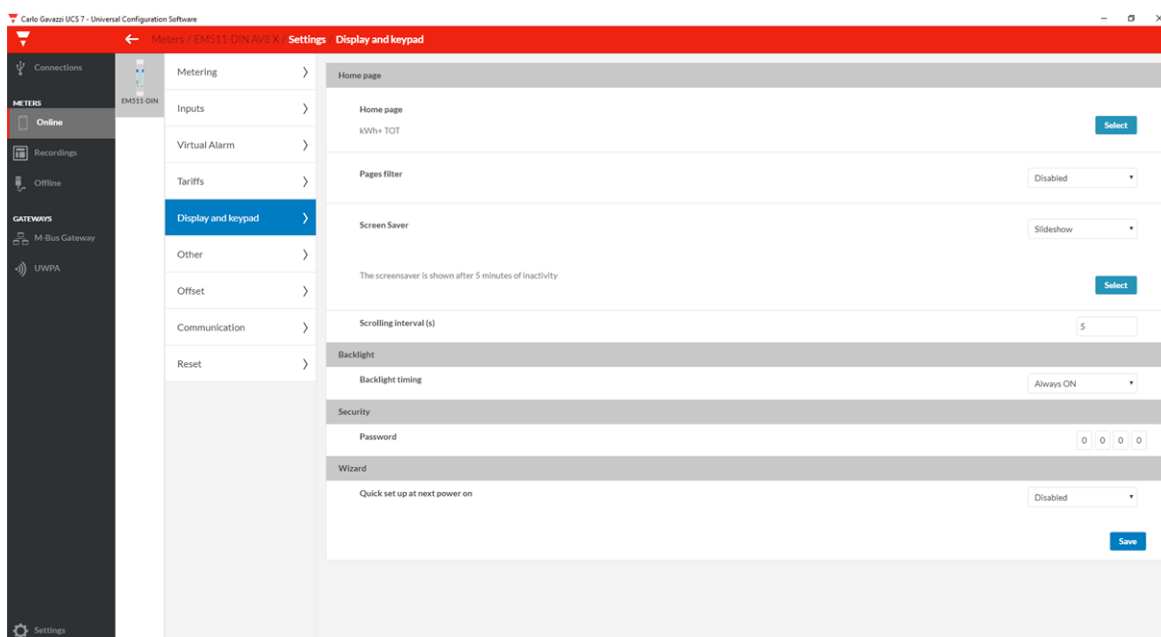 Carlo Gavazzi UCS 7 - Universal Configuration Software
Meters / EM511-DIN AV8 X / Settings / Display and keypad
Connections
METERS
Online
Recordings
Offline
GATEWAYS
M-Bus Gateway
UWPA
Settings
EM511-DIN
Metering
Inputs
Virtual Alarm
Tariffs
Display and keypad
Other
Offset
Communication
Reset
Home page
Home page
kWh+ TOT
Select
Pages filter
Disabled
Screen Saver
Slideshow
The screensaver is shown after 5 minutes of inactivity
Select
Scrolling interval (s)
5
Backlight
Backlight timing
Always ON
Security
Password
0 0 0 0
Wizard
Quick set up at next power on
Disabled
Save